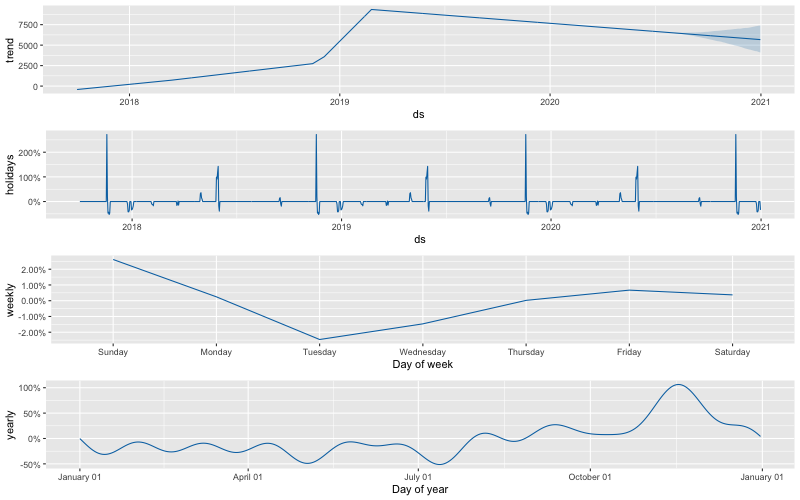 trend
7500
5000
2500
0
2018 2019 2020 2021
ds
holidays
200%
100%
0%
2018 2019 2020 2021
ds
weekly
2.00%
1.00%
0.00%
-1.00%
-2.00%
Sunday Monday Tuesday Wednesday Thursday Friday Saturday
Day of week
yearly
100%
50%
0%
-50%
January 01 April 01 July 01 October 01 January 01
Day of year